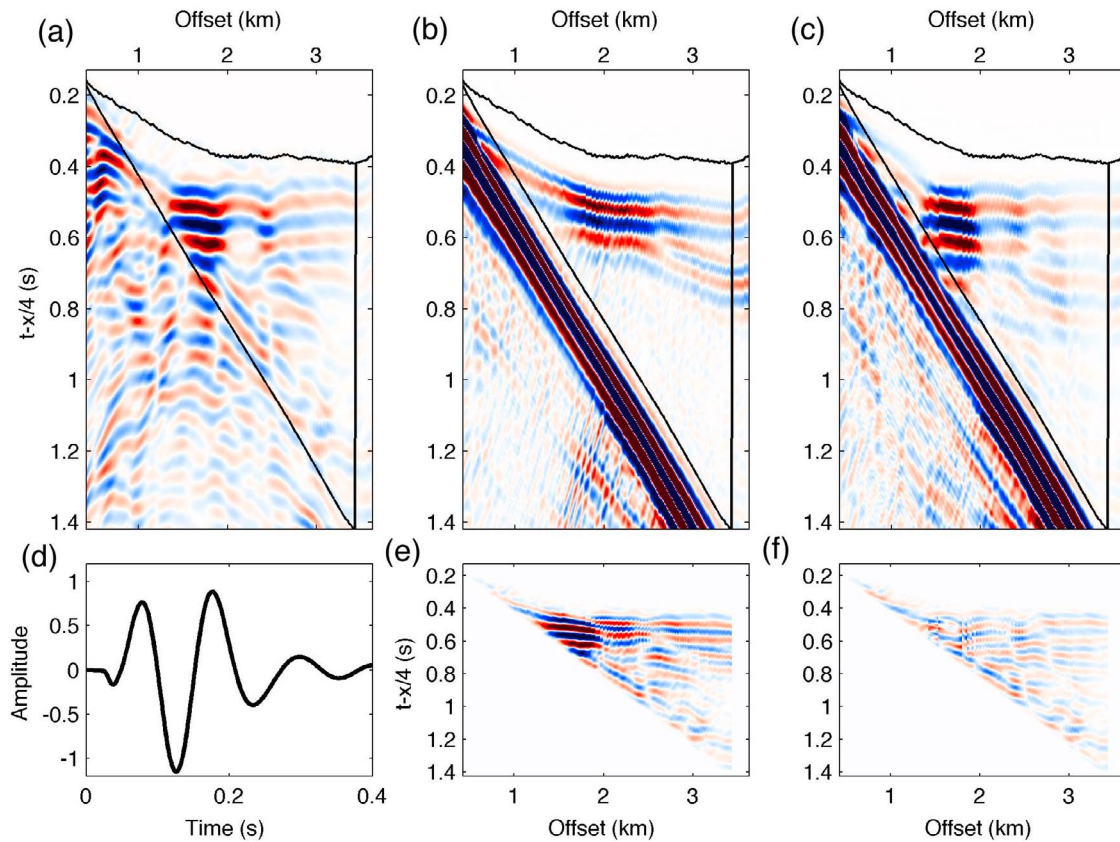 Offset (km) Offset (km) Offset (km)
(a) (b) (c)
1 2 3 1 2 3 1 2 3
0.2 0.2 0.2
0.4 0.4 0.4
0.6 0.6 0.6
t-x/4 (s) 0.8 0.8 0.8
1 1 1
1.2 1.2 1.2
1.4 1.4 1.4
(d) (e) (f)
Amplitude
1
0.5
0
-0.5
-1
0 0.2 0.4
Time (s)
t-x/4 (s)
0.2
0.4
0.6
0.8
1
1.2
1.4
1 2 3
Offset (km)
0.2
0.4
0.6
0.8
1
1.2
1.4
1 2 3
Offset (km)